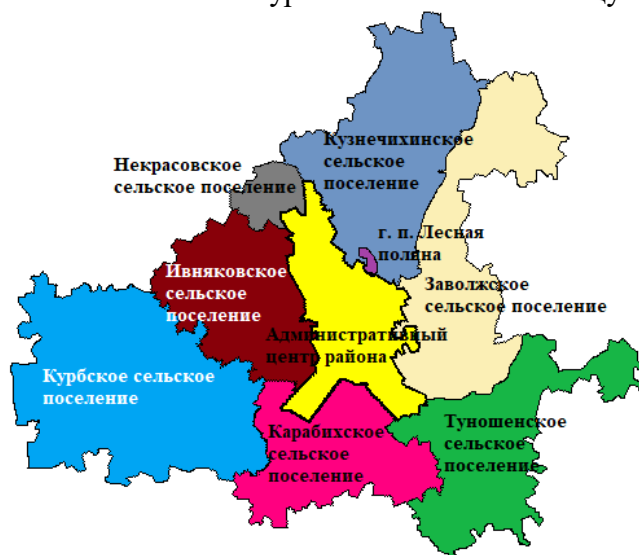 Кузнечихинское
сельское
поселение
Некрасовское
сельское поселение
г. п. Лесная
поляна
Ивняковское
сельское
поселение
Заволжское
сельское поселение
Административный
центр района
Курбское сельское
поселение
Карабихское
сельское
поселение
Туношенское
сельское
поселение